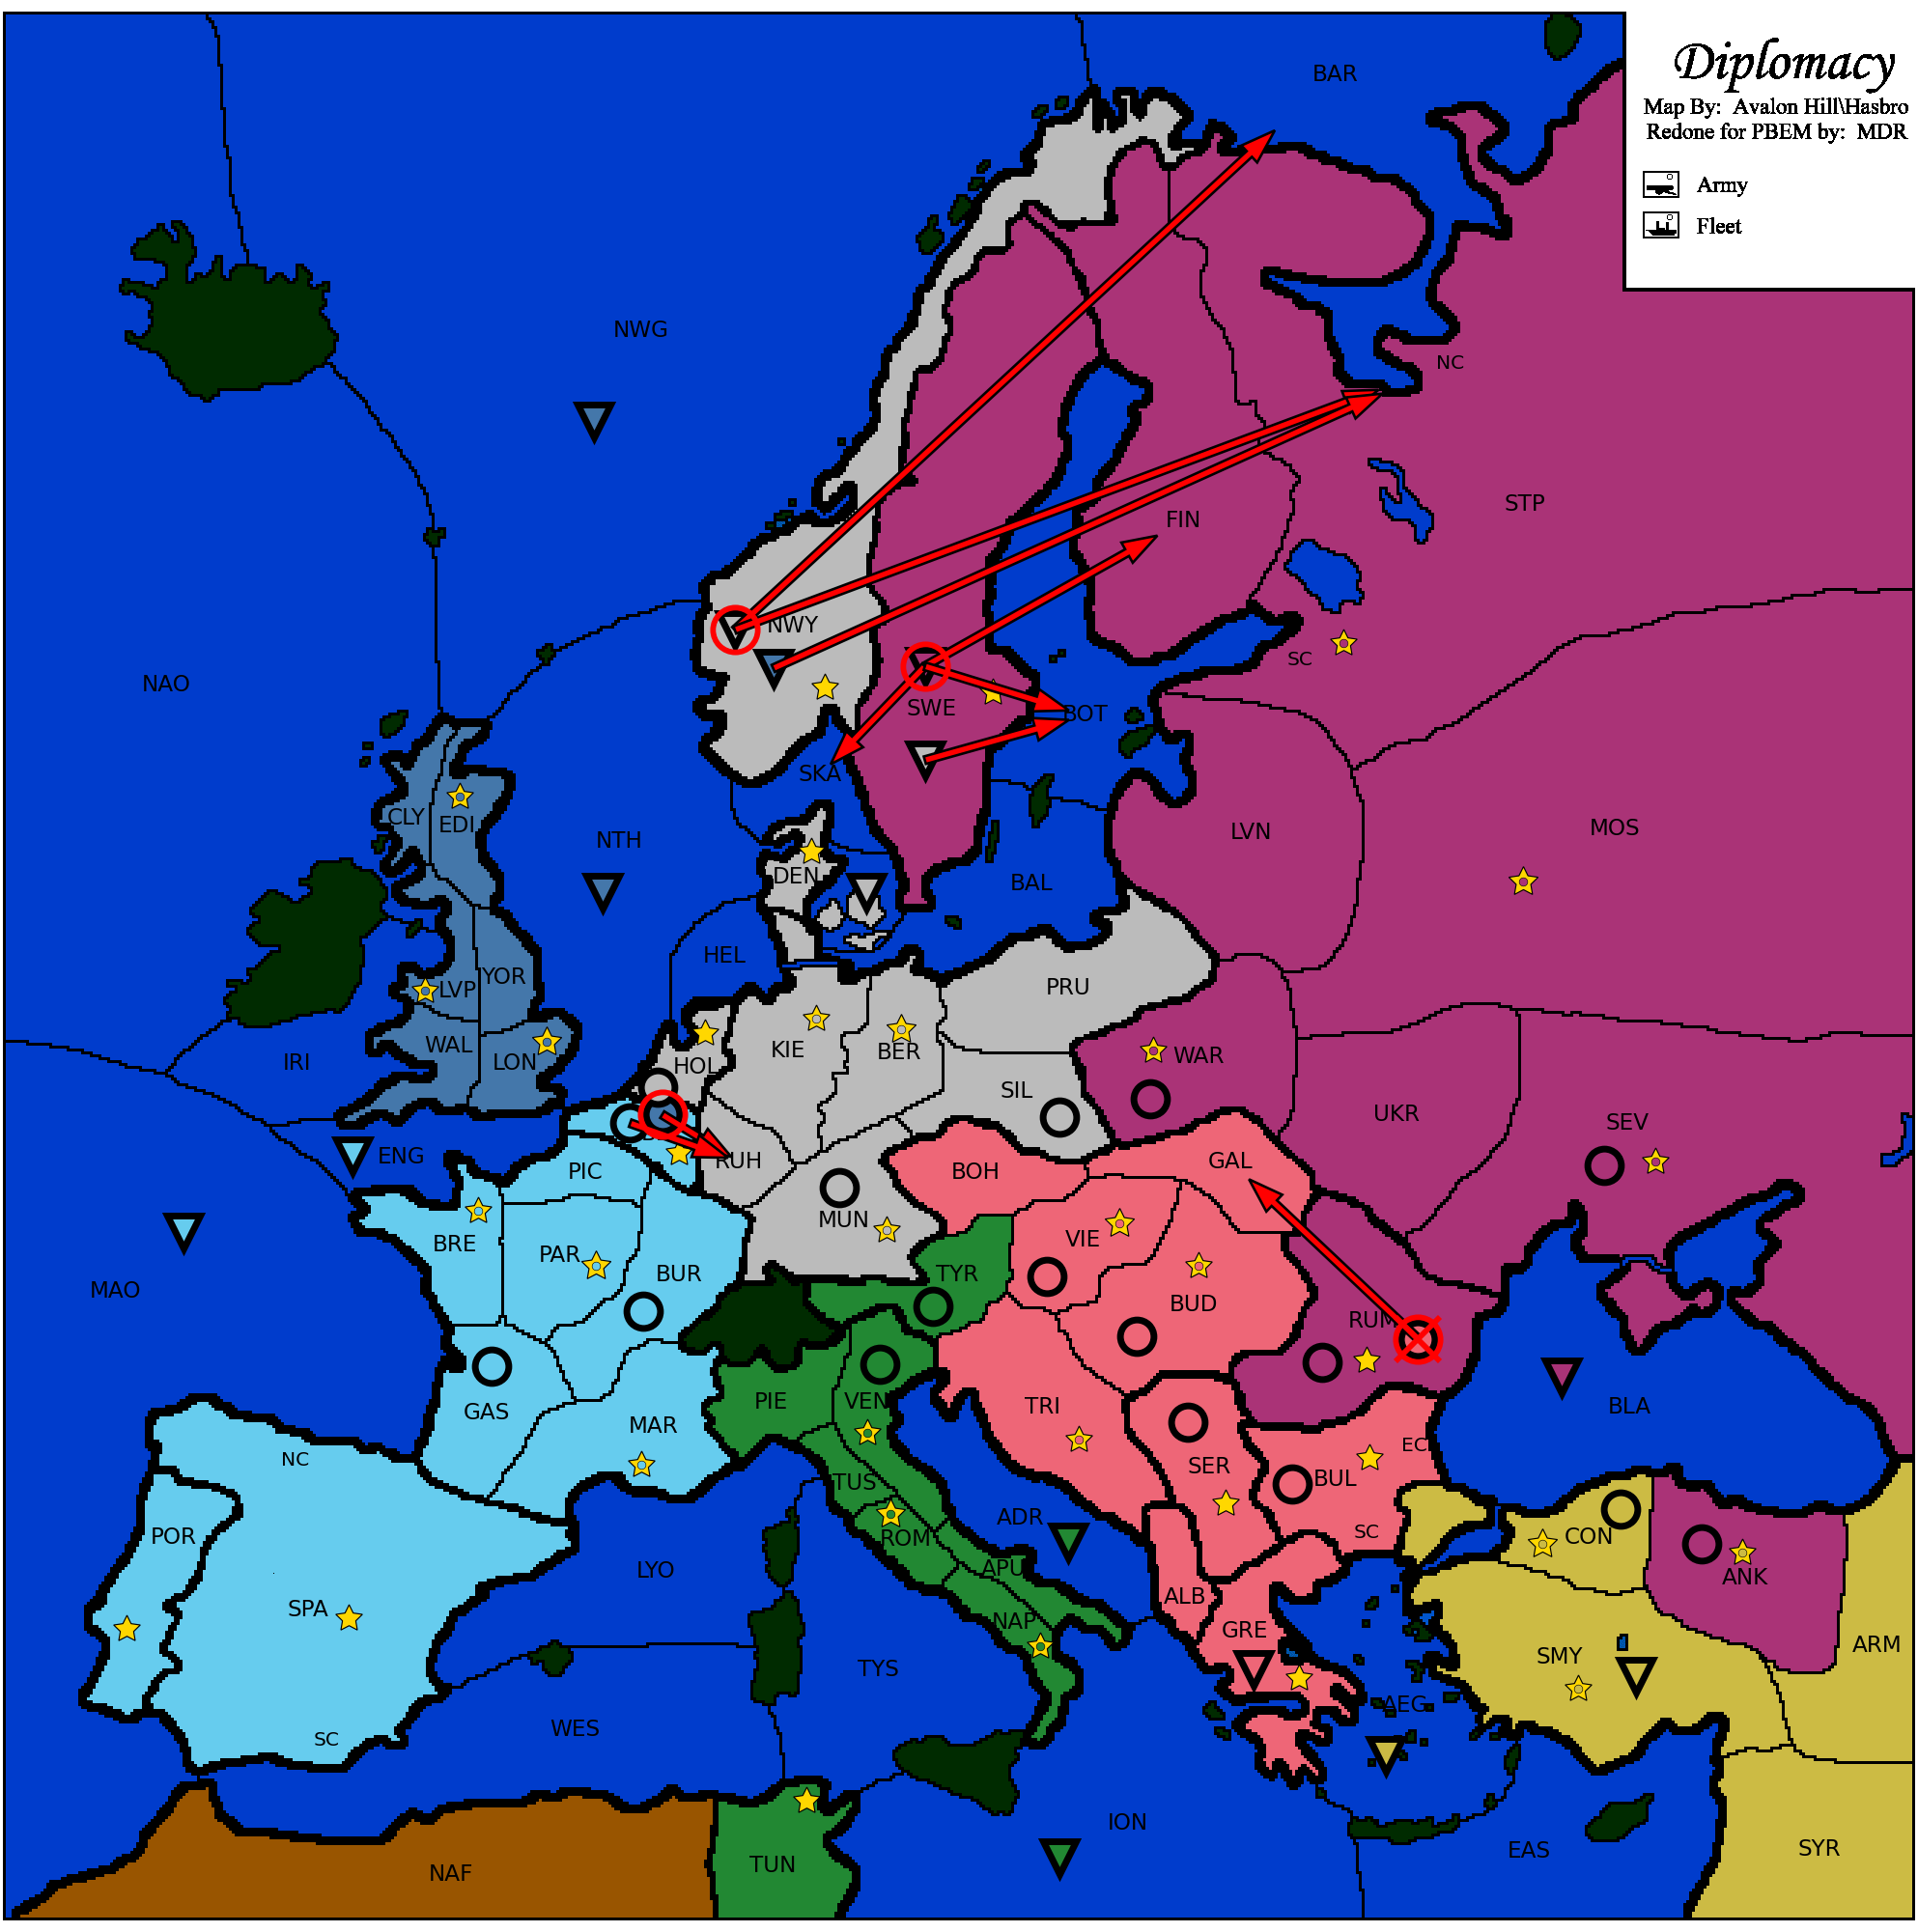 BAR
Diplomacy
Map By: Avalon Hill\Hasbro
Redone for PBEM by: MDR
Army
Fleet
NWG
NC
STP
FIN
NWY
SC
NAO
SWE
BOT
SKA
CLY
EDI
NTH
LVN
MOS
DEN
BAL
HEL
YOR
LVP
PRU
WAL
LON
IRI
KIE
BER
HOL
SIL
WAR
UKR
SEV
ENG
PIC
RUH
BOH
GAL
MUN
BRE
PAR
BUR
VIE
TYR
MAO
BUD
RUM
GAS
MAR
PIE
VEN
TRI
BLA
NC
EC
TUS
SER
BUL
POR
ROM
ADR
SC
CON
LYO
APU
ANK
SPA
ALB
NAP
GRE
TYS
SMY
ARM
WES
AEG
SC
ION
EAS
NAF
TUN
SYR